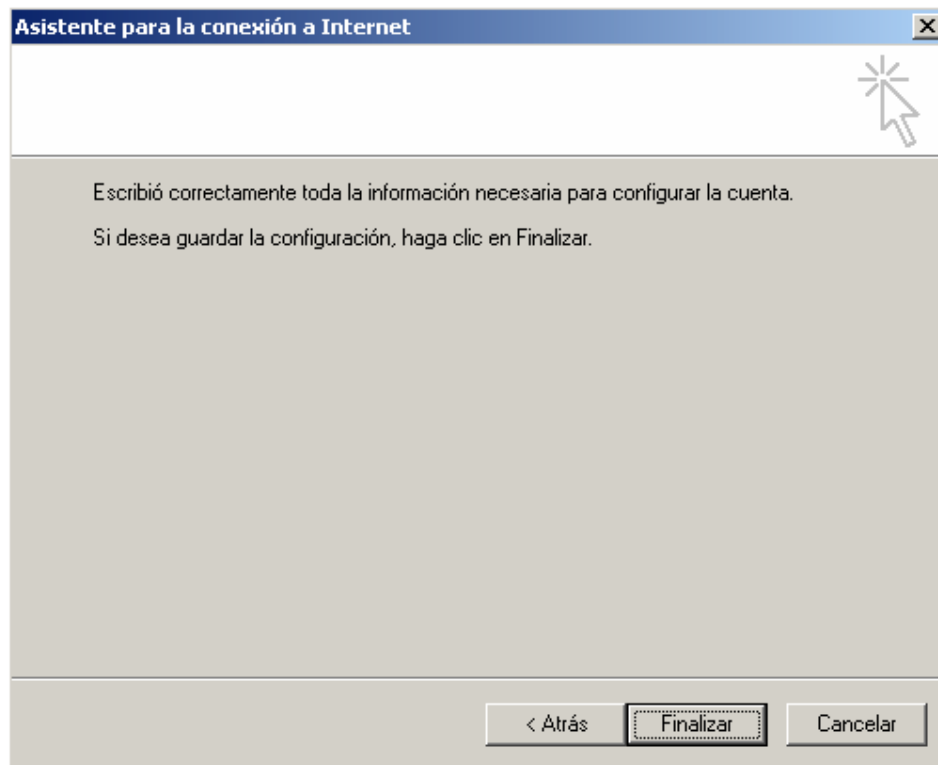 Asistente para la conexión a Internet
Escribió correctamente toda la información necesaria para configurar la cuenta.
Si desea guardar la configuración, haga clic en Finalizar.
< Atrás
Finalizar
Cancelar